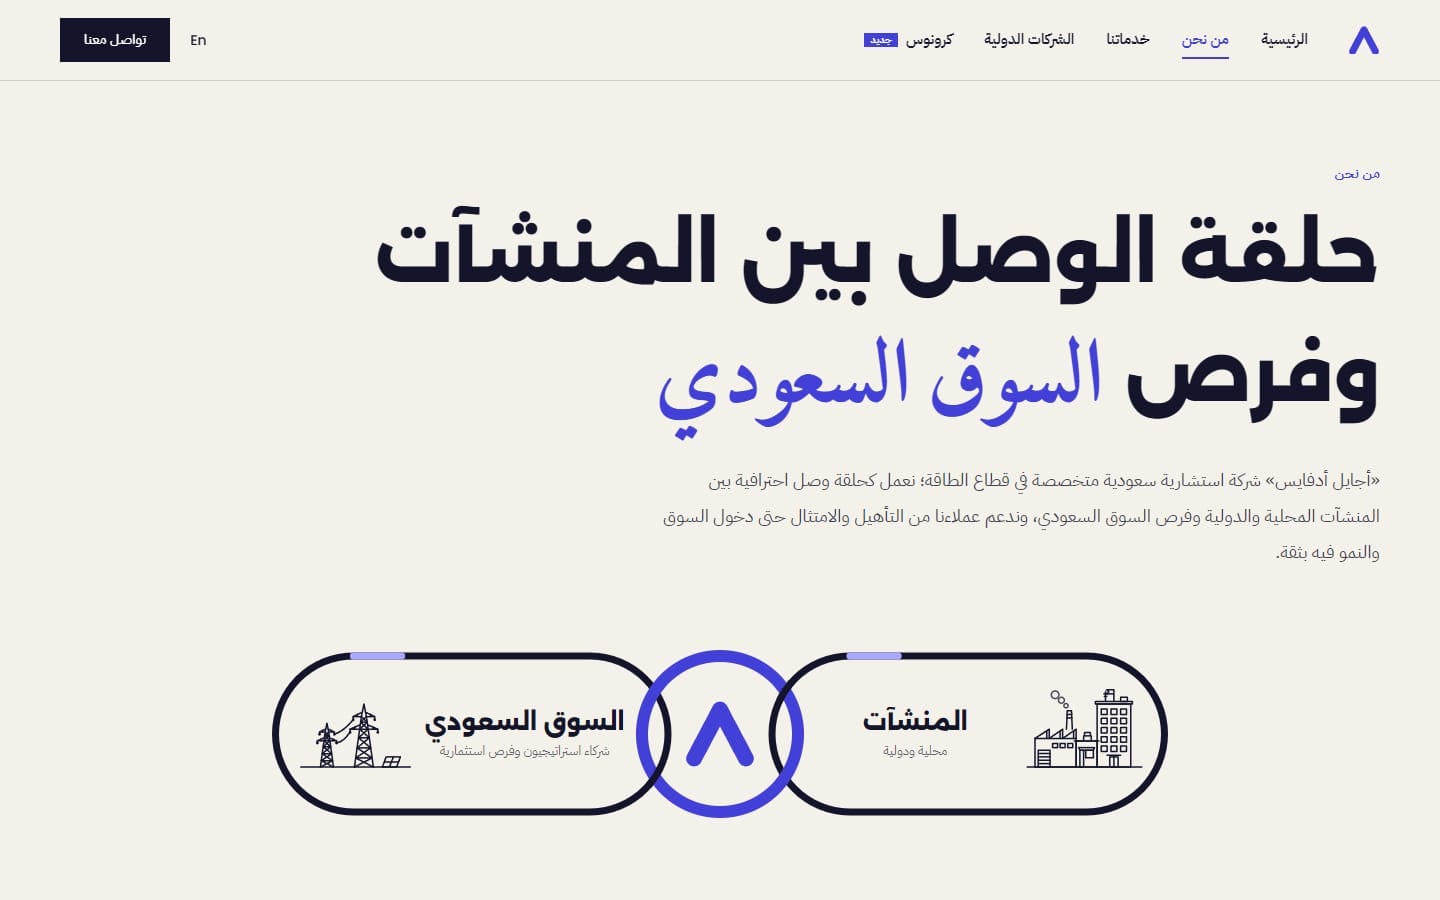 الرئيسية
من نحن
خدماتنا
الشركات الدولية
كرونوس جديد
En
تواصل معنا
من نحن
حلقة الوصل بين المنشآت
وفرص السوق السعودي
«أجايل أدفايس» شركة استشارية سعودية متخصصة في قطاع الطاقة؛ نعمل كحلقة وصل احترافية بين
المنشآت المحلية والدولية وفرص السوق السعودي، وندعم عملاءنا من التأهيل والامتثال حتى دخول السوق
والنمو فيه بثقة.
المنشآت
محلية ودولية
السوق السعودي
شركاء استراتيجيون وفرص استثمارية